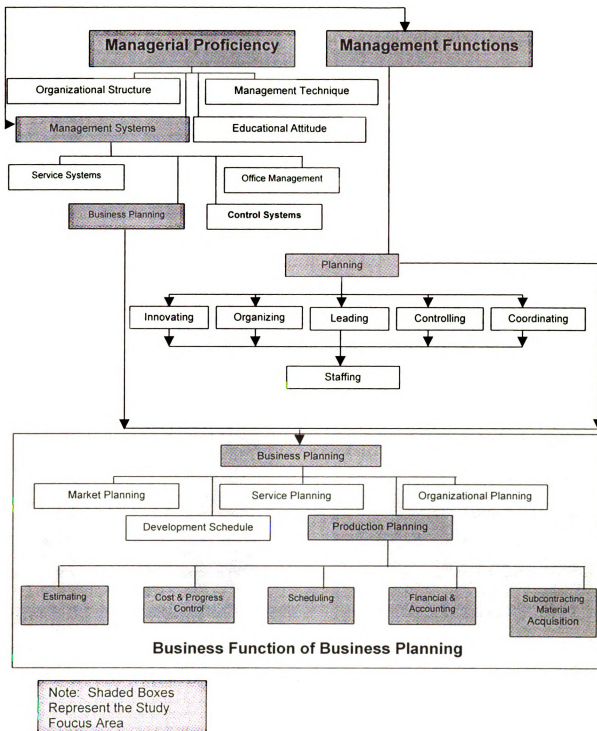 Managerial Proficiency
Management Functions
Organizational Structure
Management Technique
Management Systems
Educational Attitude
Service Systems
Office Management
Business Planning
Control Systems
Planning
Innovating
Organizing
Leading
Controlling
Coordinating
Staffing
Business Planning
Market Planning
Service Planning
Organizational Planning
Development Schedule
Production Planning
Estimating
Cost & Progress
Control
Scheduling
Financial &
Accounting
Subcontracting
Material
Acquisition
Business Function of Business Planning
Note: Shaded Boxes
Represent the Study
Foucus Area